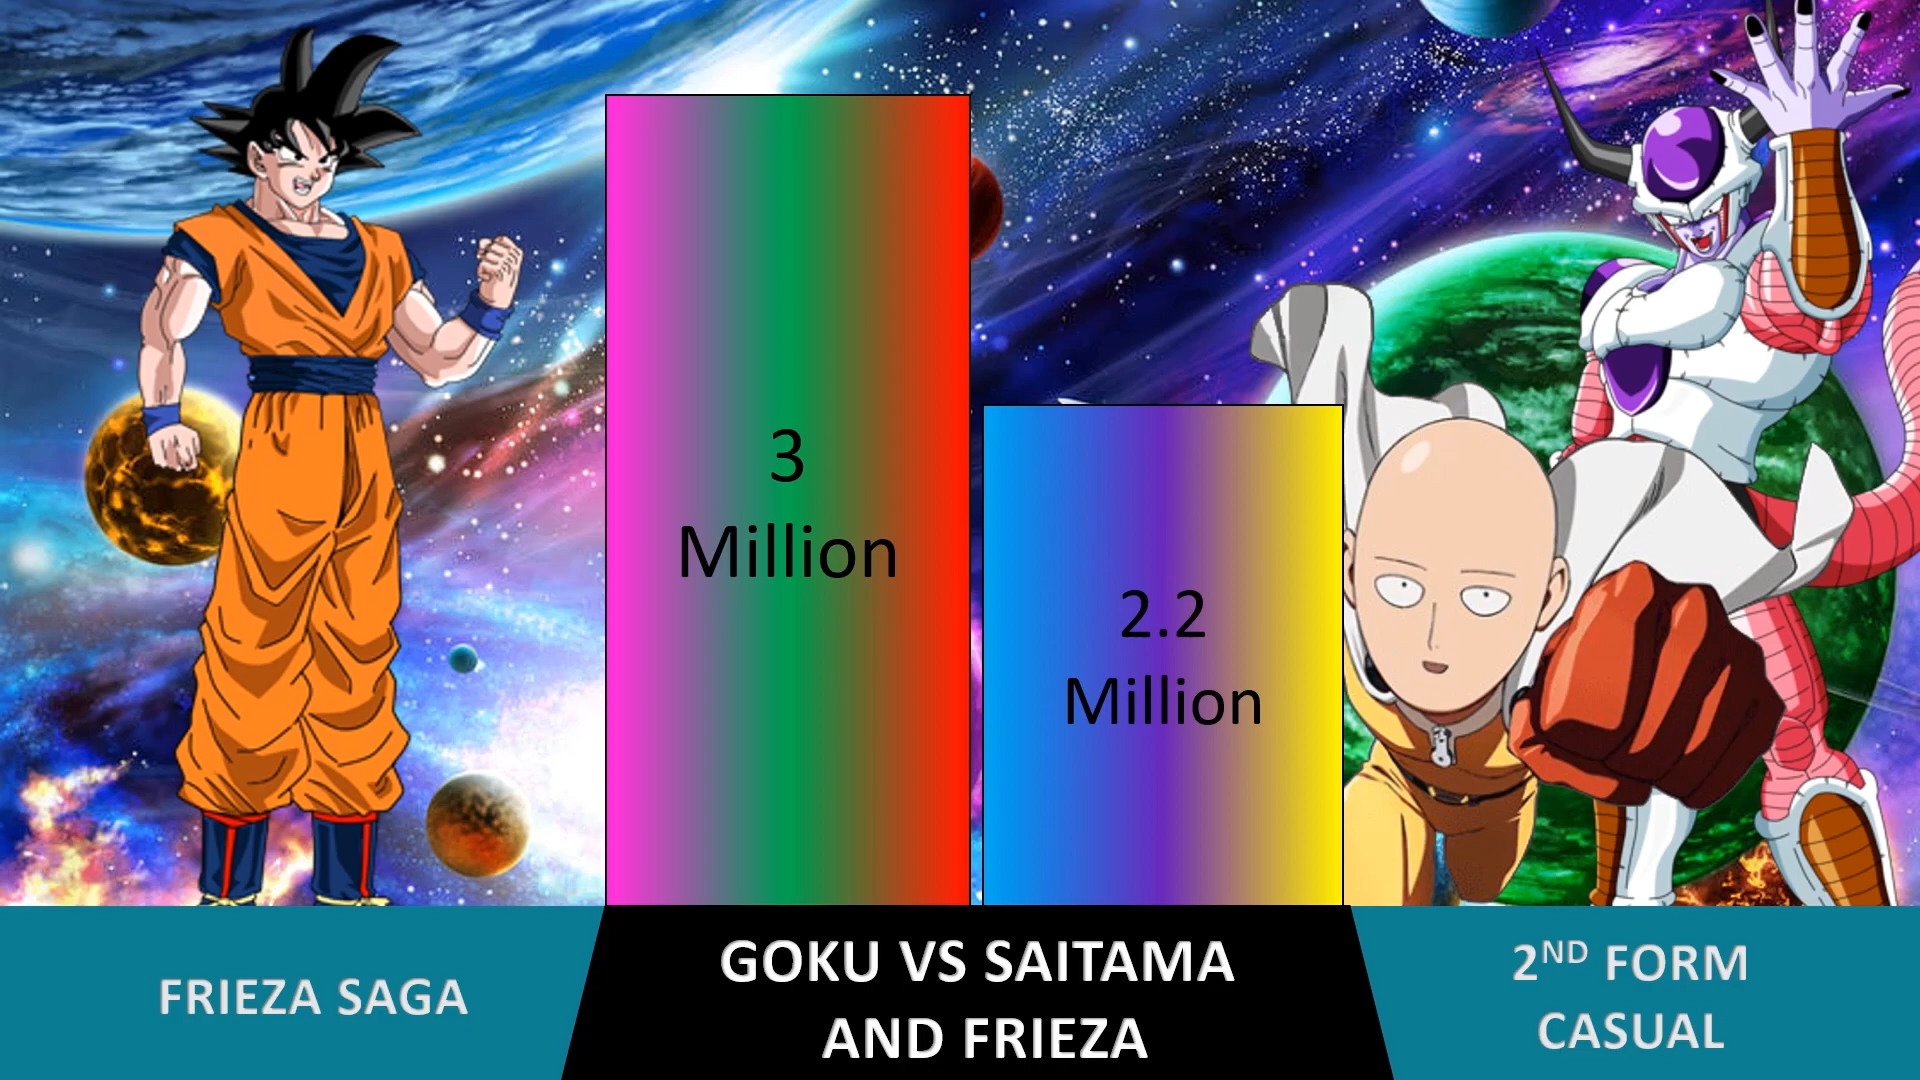 3
Million
2.2
Million
FRIEZA SAGA
GOKU VS SAITAMA
AND FRIEZA
2ND FORM
CASUAL